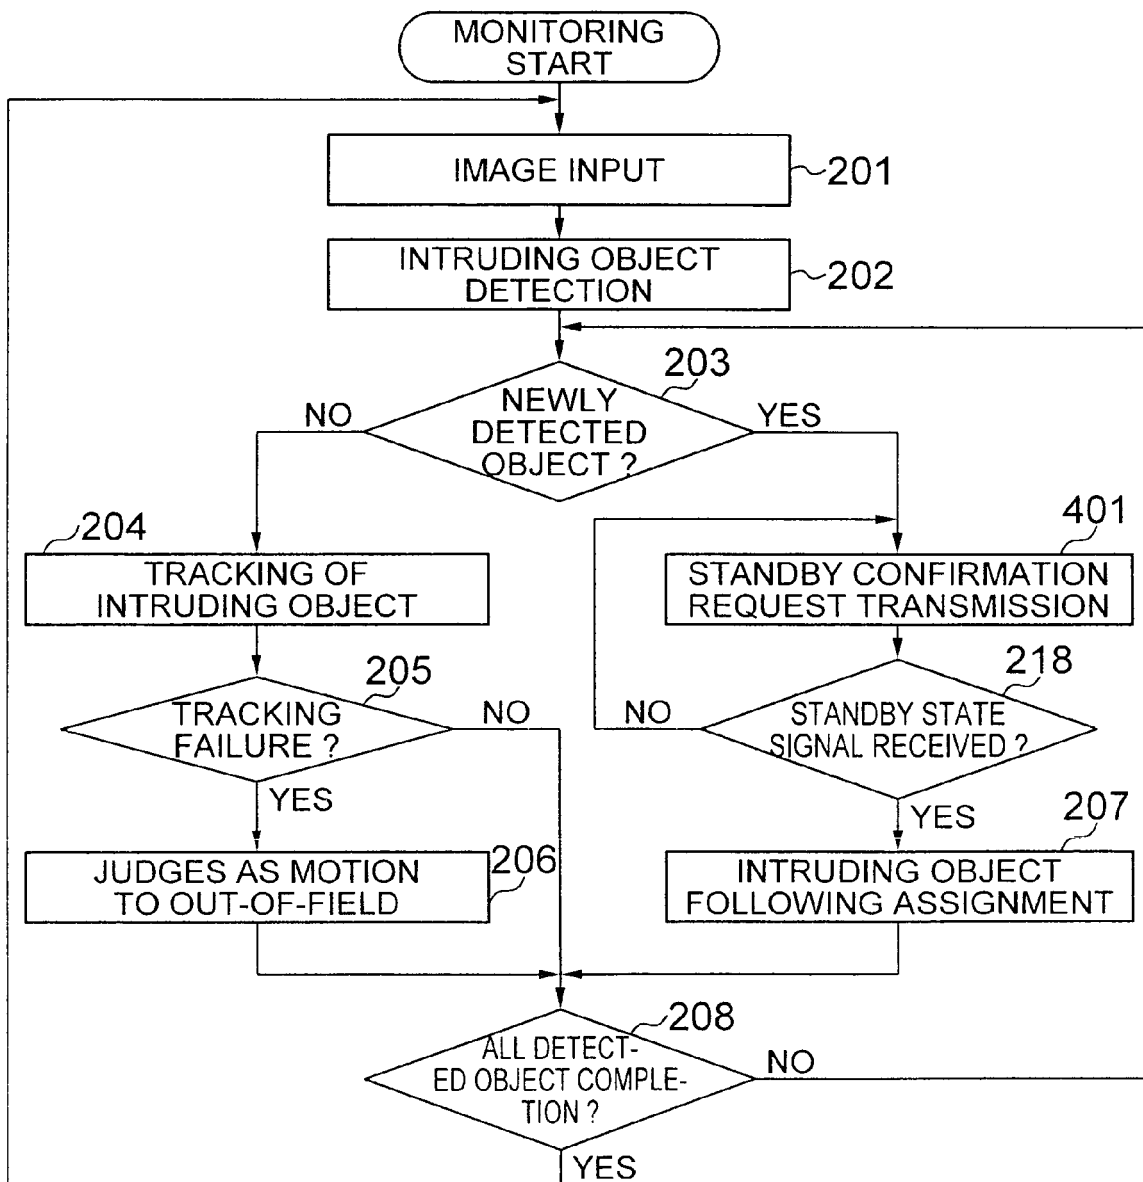 MONITORING
START
IMAGE INPUT
201
INTRUDING OBJECT
DETECTION
202
203
NEWLY
DETECTED
OBJECT ?
NO
YES
204
TRACKING OF
INTRUDING OBJECT
401
STANDBY CONFIRMATION
REQUEST TRANSMISSION
205
TRACKING
FAILURE ?
NO
YES
218
STANDBY STATE
SIGNAL RECEIVED ?
NO
YES
JUDGES AS MOTION
TO OUT-OF-FIELD
206
207
INTRUDING OBJECT
FOLLOWING ASSIGNMENT
208
ALL DETECT-
ED OBJECT COMPLE-
TION ?
NO
YES